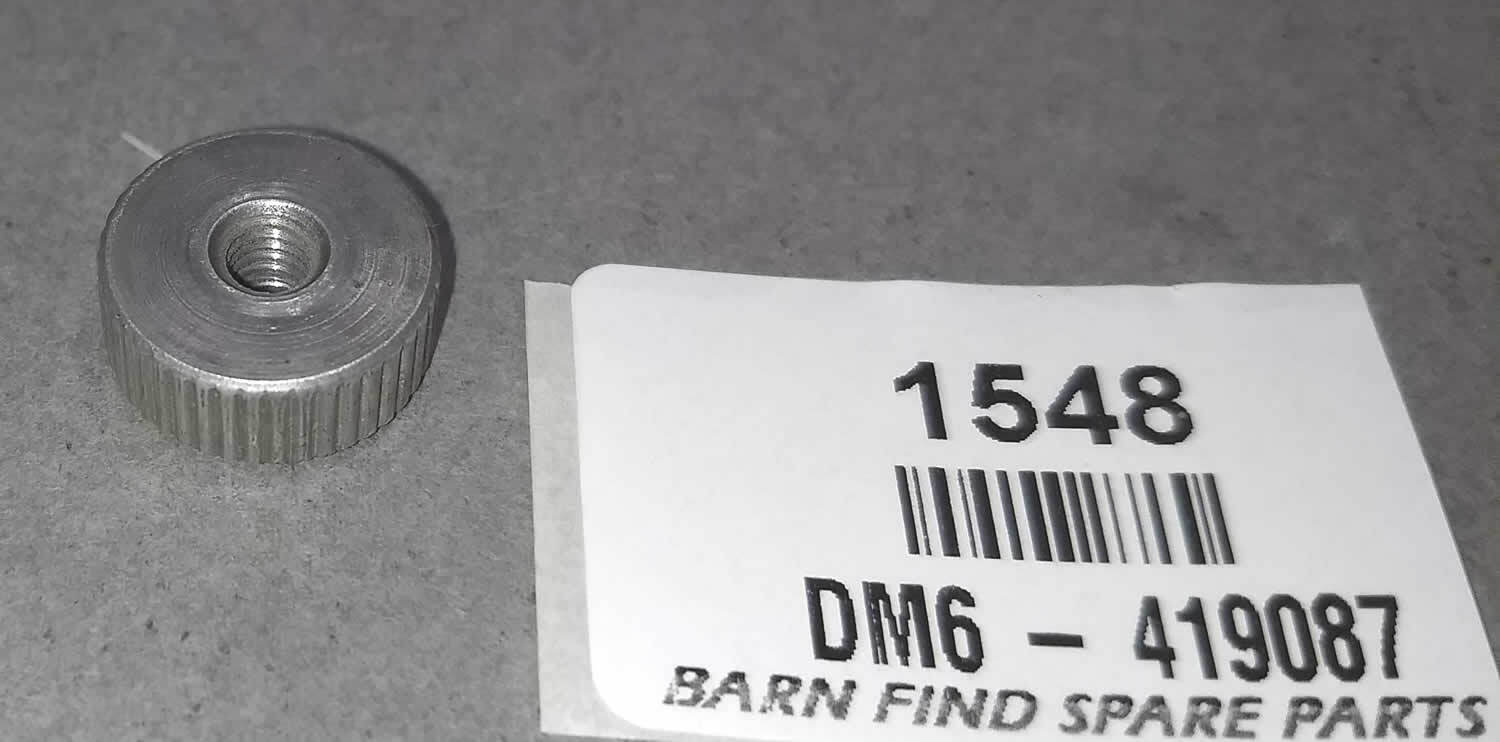 1548
DM6 - 419087
BARN FIND SPARE PARTS